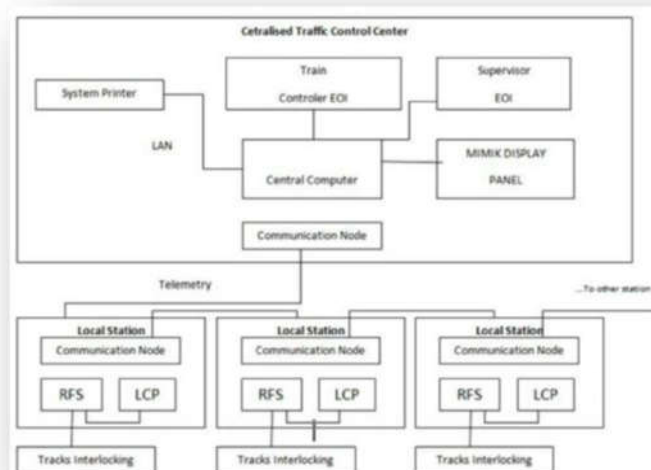 Cetralised Traffic Control Center
System Printer
Train
Controler EOI
Supervisor
EOI
LAN
Central Computer
MIMIK DISPLAY
PANEL
Communication Node
Telemetry
...To other station
Local Station
Communication Node
RFS
LCP
Tracks Interlocking
Local Station
Communication Node
RFS
LCP
Tracks Interlocking
Local Station
Communication Node
RFS
LCP
Tracks Interlocking